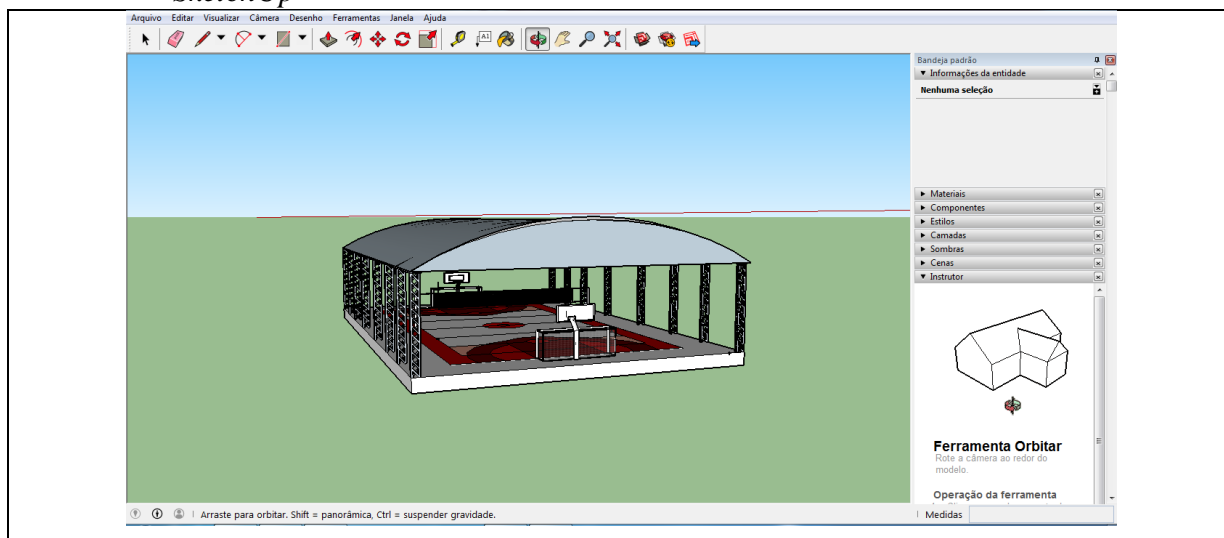 SketchUp
Arquivo Editar Visualizar Câmera Desenho Ferramentas Janela Ajuda
A1
Bandeja padrão
Informações da entidade
Nenhuma seleção
Materiais
Componentes
Estilos
Camadas
Sombras
Cenas
Instrutor
Ferramenta Orbitar
Rote a câmera ao redor do
modelo.
Operação da ferramenta
Arraste para orbitar. Shift = panorâmica, Ctrl = suspender gravidade.
Medidas